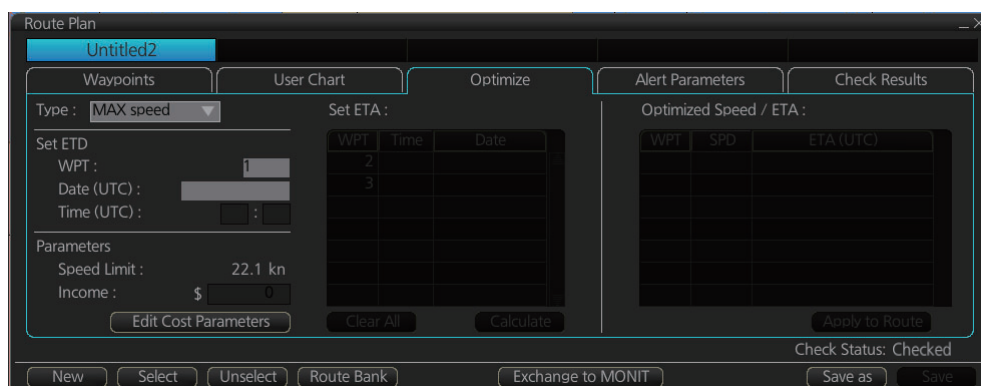 Route Plan
Untitled2
Waypoints User Chart Optimize Alert Parameters Check Results
Type : MAX speed Set ETA : Optimized Speed / ETA :
Set ETD WPT Time Date WPT SPD ETA (UTC)
WPT : 1 2
Date (UTC) : 3
Time (UTC) : :
Parameters
Speed Limit : 22.1 kn
Income : $ 0
Edit Cost Parameters Clear All Calculate Apply to Route
Check Status: Checked
New Select Unselect Route Bank Exchange to MONIT Save as Save